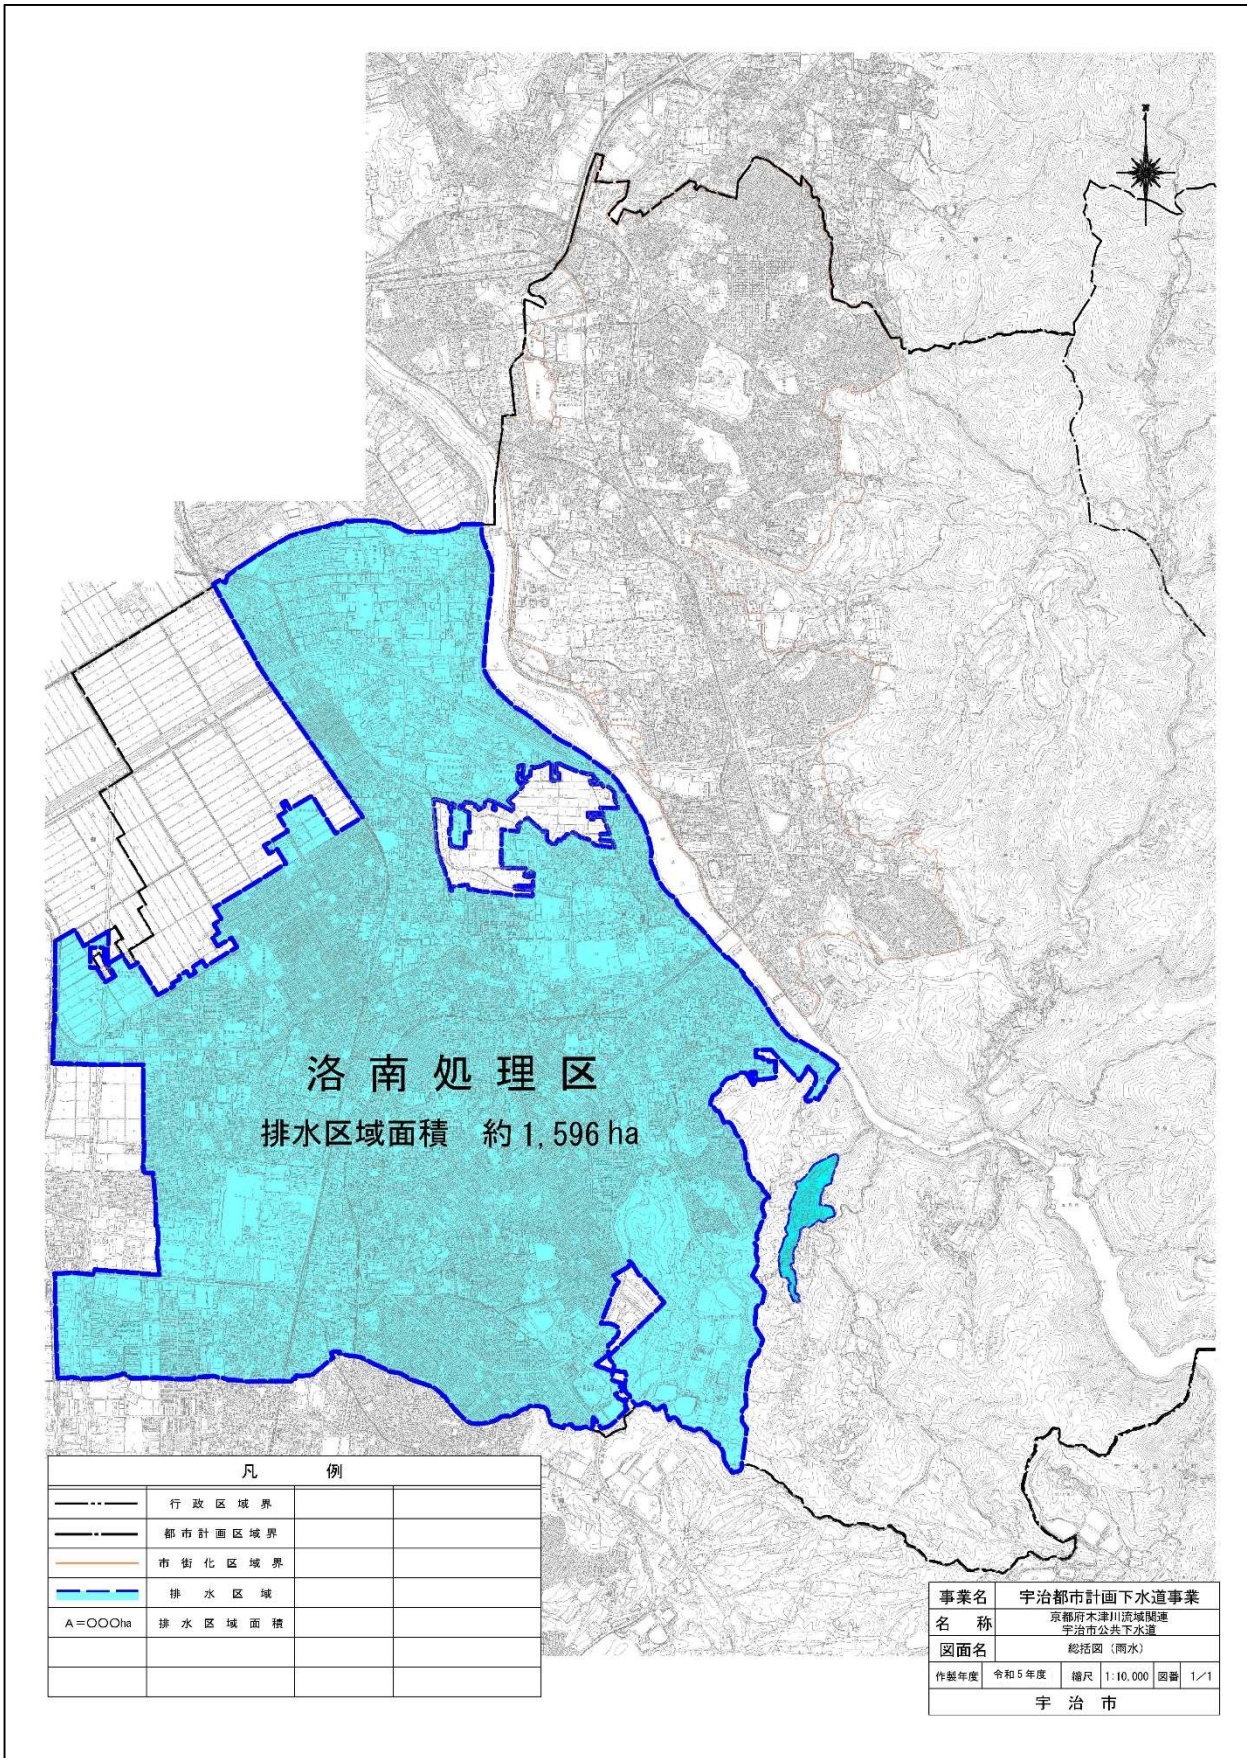 洛南処理区
排水区域面積 約1,596ha
凡 例
行政区域界
都市計画区域界
市街化区域界
排水区域
A=〇〇〇ha 排水区域面積
事業名 宇治都市計画下水道事業
名 称 京都府木津川流域関連
宇治市公共下水道
図面名 総括図（雨水）
作製年度 令和5年度 縮尺 1:10,000 図番 1/1
宇治市